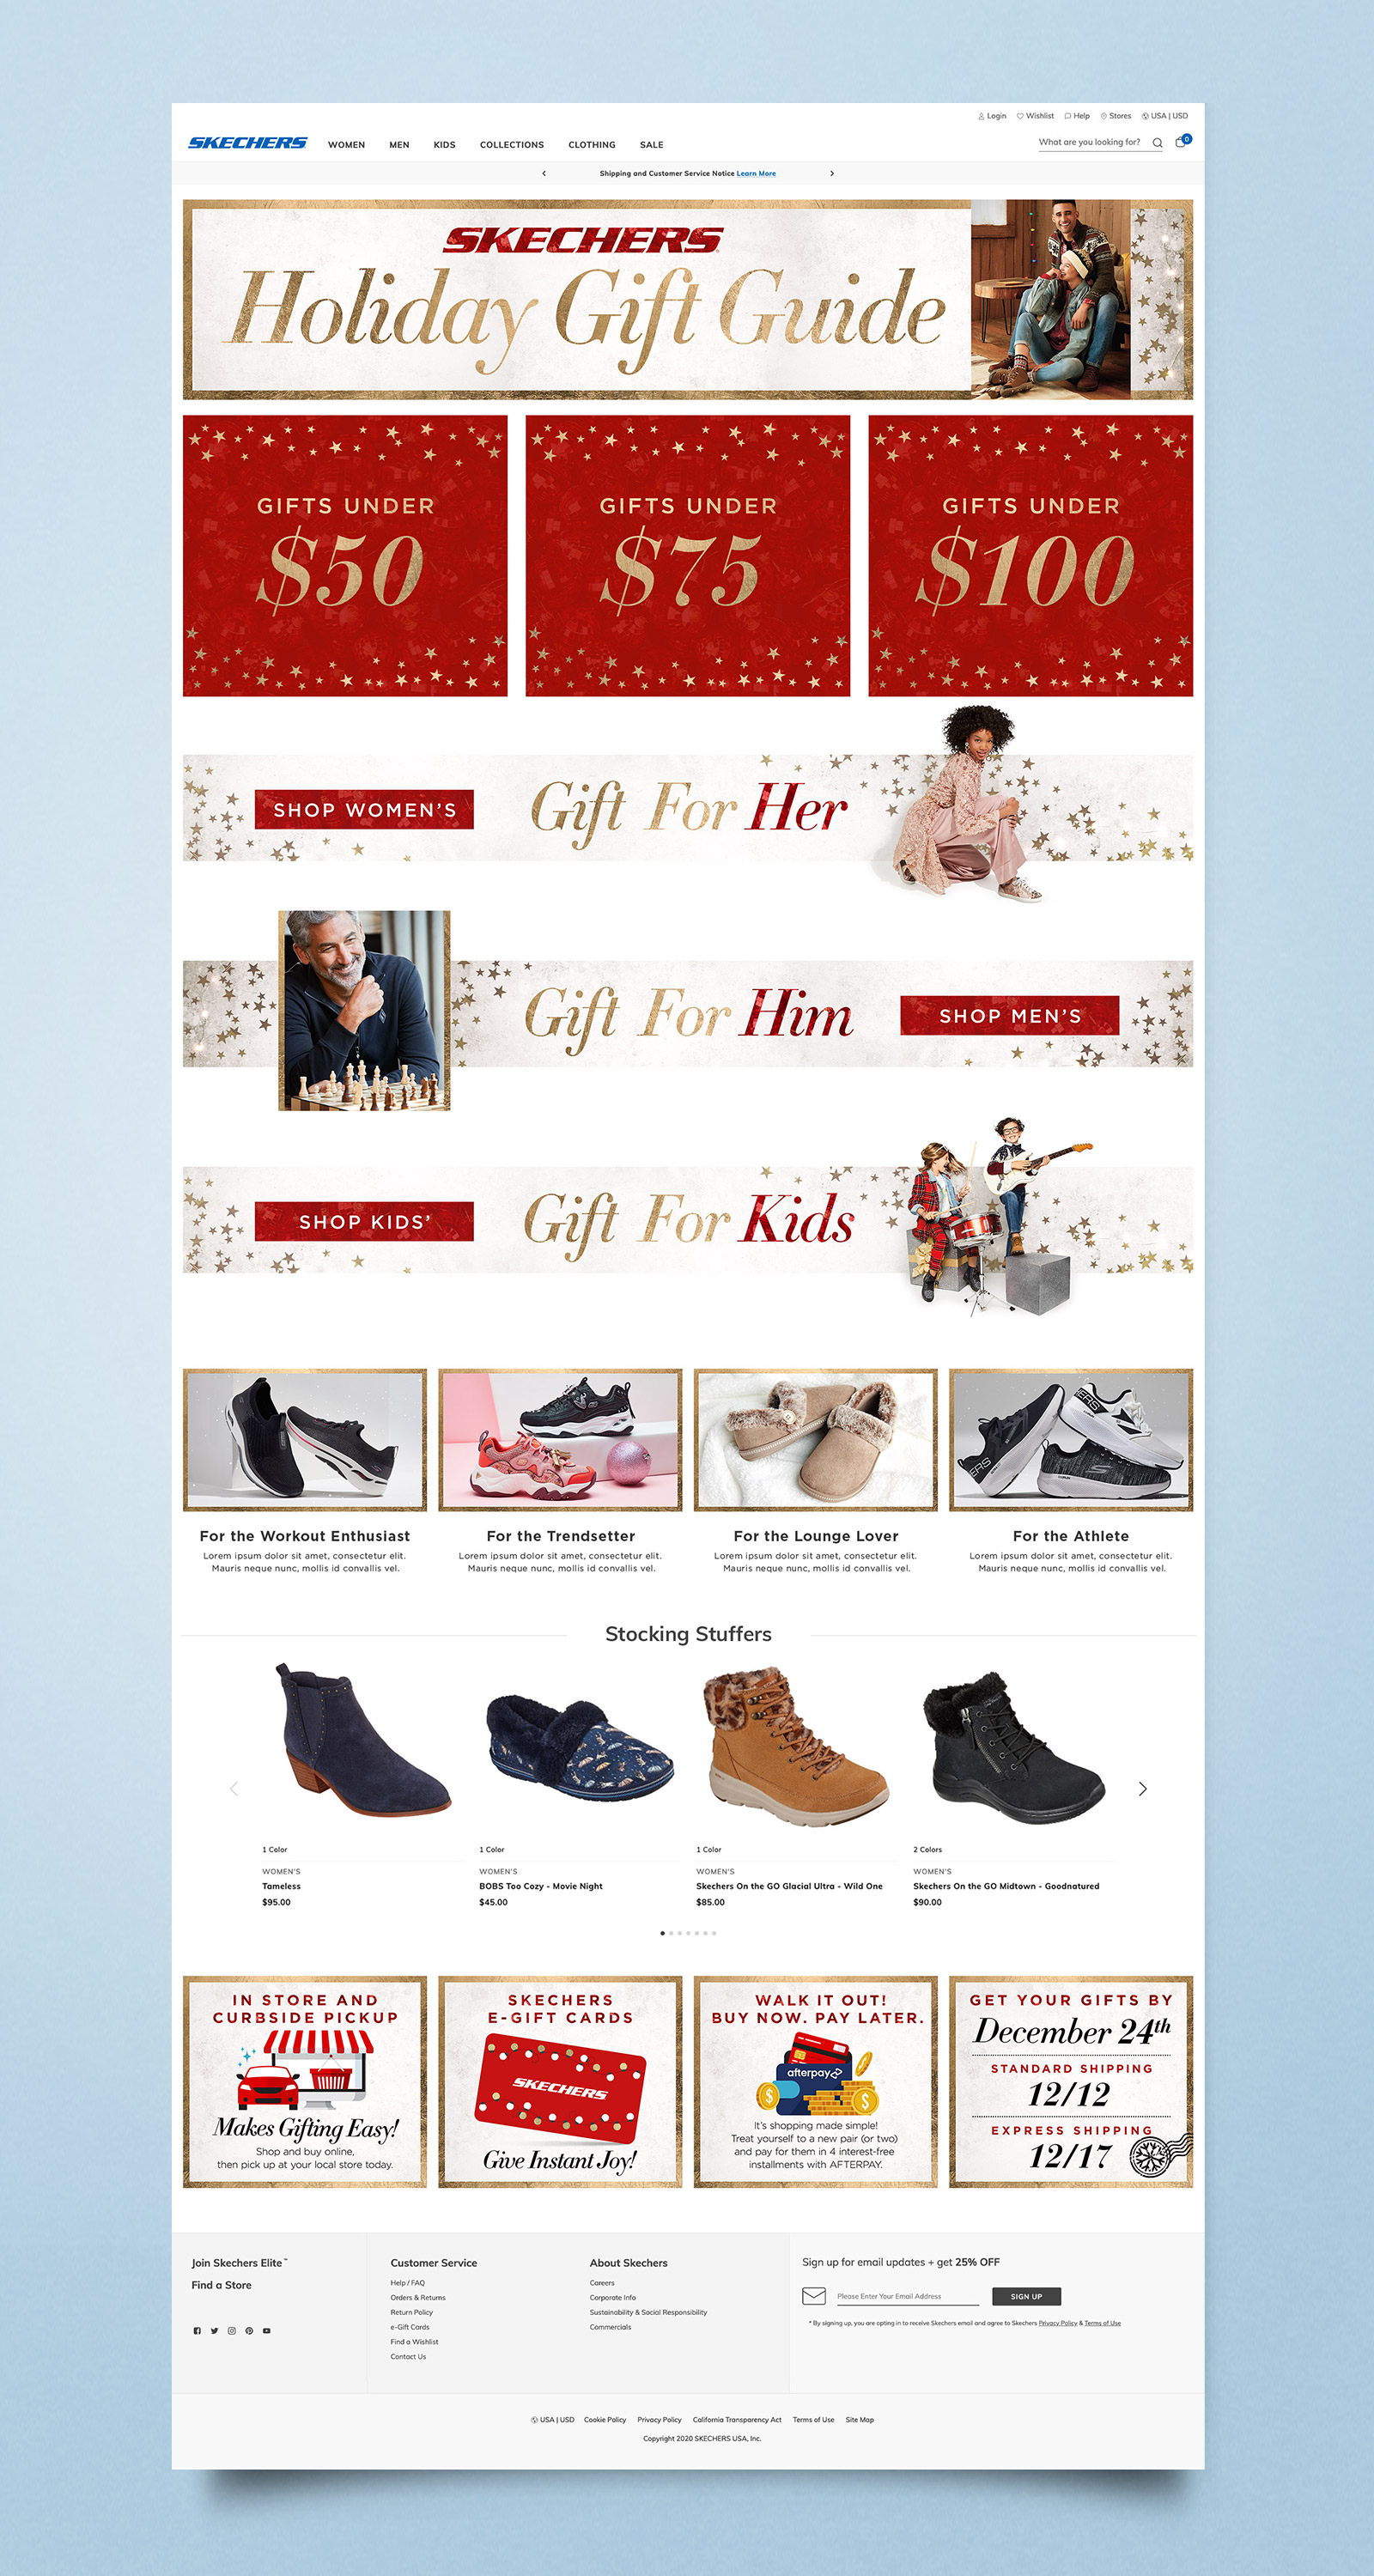 Login Wishlist Help Stores USA | USD
SKECHERS WOMEN MEN KIDS COLLECTIONS CLOTHING SALE What are you looking for? 0
Shipping and Customer Service Notice Learn More
SKECHERS
Holiday Gift Guide
GIFTS UNDER
$50
GIFTS UNDER
$75
GIFTS UNDER
$100
SHOP WOMEN'S Gift For Her
Gift For Him SHOP MEN'S
SHOP KIDS' Gift For Kids
For the Workout Enthusiast
Lorem ipsum dolor sit amet, consectetur elit.
Mauris neque nunc, mollis id convallis vel.
For the Trendsetter
Lorem ipsum dolor sit amet, consectetur elit.
Mauris neque nunc, mollis id convallis vel.
For the Lounge Lover
Lorem ipsum dolor sit amet, consectetur elit.
Mauris neque nunc, mollis id convallis vel.
For the Athlete
Lorem ipsum dolor sit amet, consectetur elit.
Mauris neque nunc, mollis id convallis vel.
Stocking Stuffers
1 Color
WOMEN'S
Tameless
$95.00
1 Color
WOMEN'S
BOBS Too Cozy - Movie Night
$45.00
1 Color
WOMEN'S
Skechers On the GO Glacial Ultra - Wild One
$85.00
2 Colors
WOMEN'S
Skechers On the GO Midtown - Goodnatured
$90.00
IN STORE AND
CURBSIDE PICKUP
Makes Gifting Easy!
Shop and buy online,
then pick up at your local store today.
SKECHERS
E-GIFT CARDS
SKECHERS
Give Instant Joy!
WALK IT OUT!
BUY NOW. PAY LATER.
afterpay
It's shopping made simple!
Treat yourself to a new pair (or two)
and pay for them in 4 interest-free
installments with AFTERPAY.
GET YOUR GIFTS BY
December 24th
STANDARD SHIPPING
12/12
EXPRESS SHIPPING
12/17
Join Skechers Elite™
Find a Store
Customer Service
Help / FAQ
Orders & Returns
Return Policy
e-Gift Cards
Find a Wishlist
Contact Us
About Skechers
Careers
Corporate Info
Sustainability & Social Responsibility
Commercials
Sign up for email updates + get 25% OFF
Please Enter Your Email Address SIGN UP
* By signing up, you are opting in to receive Skechers email and agree to Skechers Privacy Policy & Terms of Use
USA | USD Cookie Policy Privacy Policy California Transparency Act Terms of Use Site Map
Copyright 2020 SKECHERS USA, Inc.